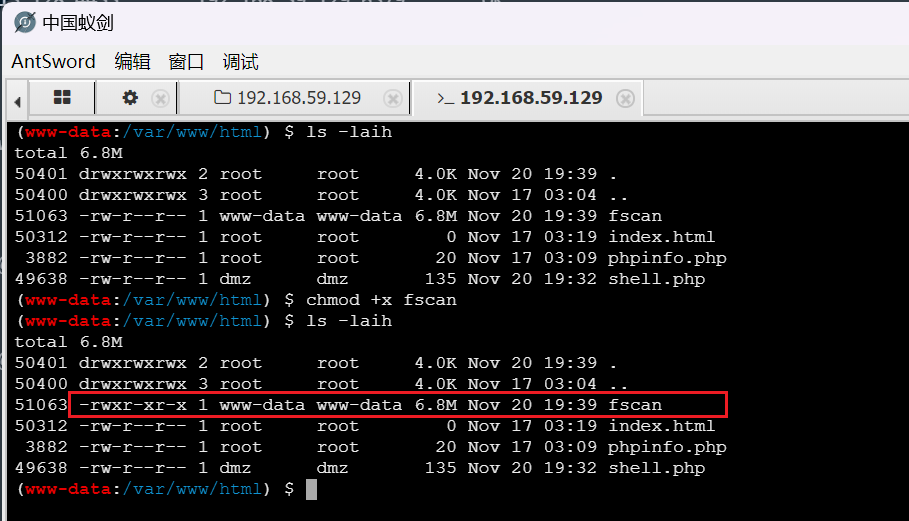 中国蚁剑
AntSword 编辑 窗口 调试
192.168.59.129 >_ 192.168.59.129
(www-data:/var/www/html) $ ls -laih
total 6.8M
50401 drwxrwxrwx 2 root     root     4.0K Nov 20 19:39 .
50400 drwxrwxrwx 3 root     root     4.0K Nov 17 03:04 ..
51063 -rw-r--r-- 1 www-data www-data 6.8M Nov 20 19:39 fscan
50312 -rw-r--r-- 1 root     root        0 Nov 17 03:19 index.html
 3882 -rw-r--r-- 1 root     root       20 Nov 17 03:09 phpinfo.php
49638 -rw-r--r-- 1 dmz      dmz       135 Nov 20 19:32 shell.php
(www-data:/var/www/html) $ chmod +x fscan
(www-data:/var/www/html) $ ls -laih
total 6.8M
50401 drwxrwxrwx 2 root     root     4.0K Nov 20 19:39 .
50400 drwxrwxrwx 3 root     root     4.0K Nov 17 03:04 ..
51063 -rwxr-xr-x 1 www-data www-data 6.8M Nov 20 19:39 fscan
50312 -rw-r--r-- 1 root     root        0 Nov 17 03:19 index.html
 3882 -rw-r--r-- 1 root     root       20 Nov 17 03:09 phpinfo.php
49638 -rw-r--r-- 1 dmz      dmz       135 Nov 20 19:32 shell.php
(www-data:/var/www/html) $